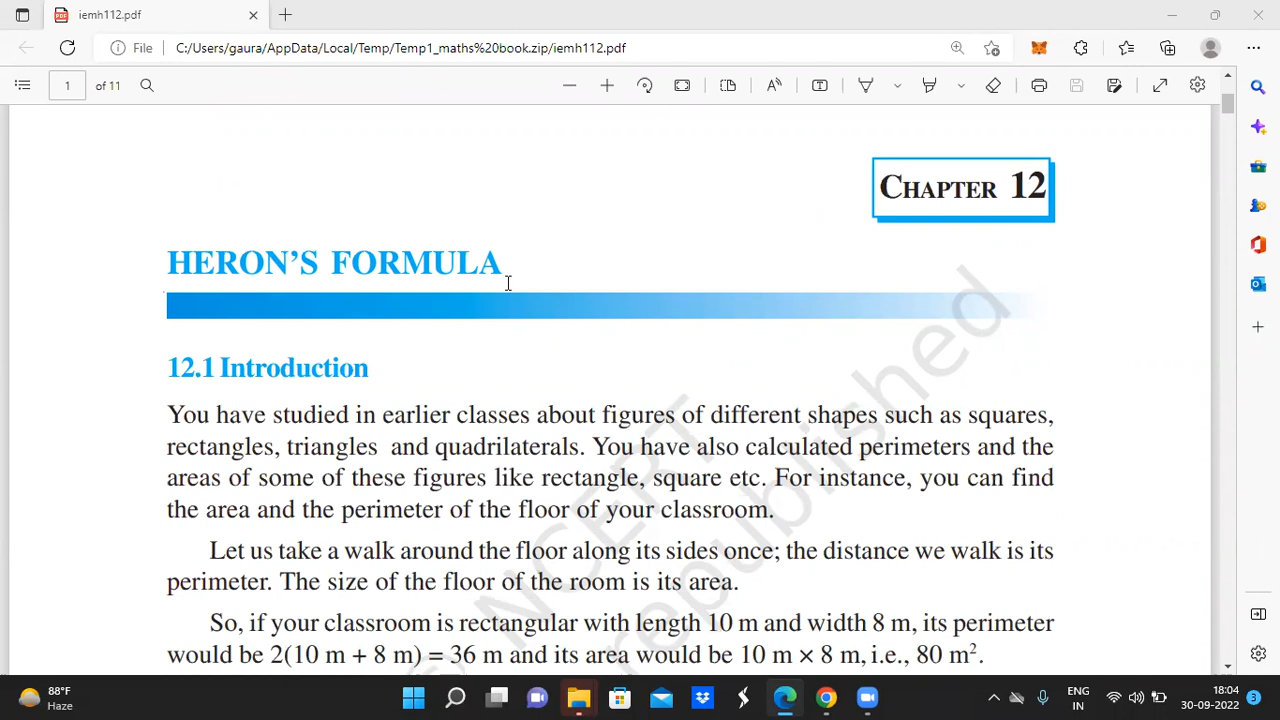 iemh112.pdf
File
C:/Users/gaura/AppData/Local/Temp/Temp1_maths%20book.zip/iemh112.pdf
1 of 11
CHAPTER 12
HERON'S FORMULA
12.1 Introduction
You have studied in earlier classes about figures of different shapes such as squares,
rectangles, triangles and quadrilaterals. You have also calculated perimeters and the
areas of some of these figures like rectangle, square etc. For instance, you can find
the area and the perimeter of the floor of your classroom.
Let us take a walk around the floor along its sides once; the distance we walk is its
perimeter. The size of the floor of the room is its area.
So, if your classroom is rectangular with length 10 m and width 8 m, its perimeter
would be 2(10 m + 8 m) = 36 m and its area would be 10 m × 8 m, i.e., 80 m².
© NCERT
republished
88°F
Haze
ENG
IN
18:04
30-09-2022
3